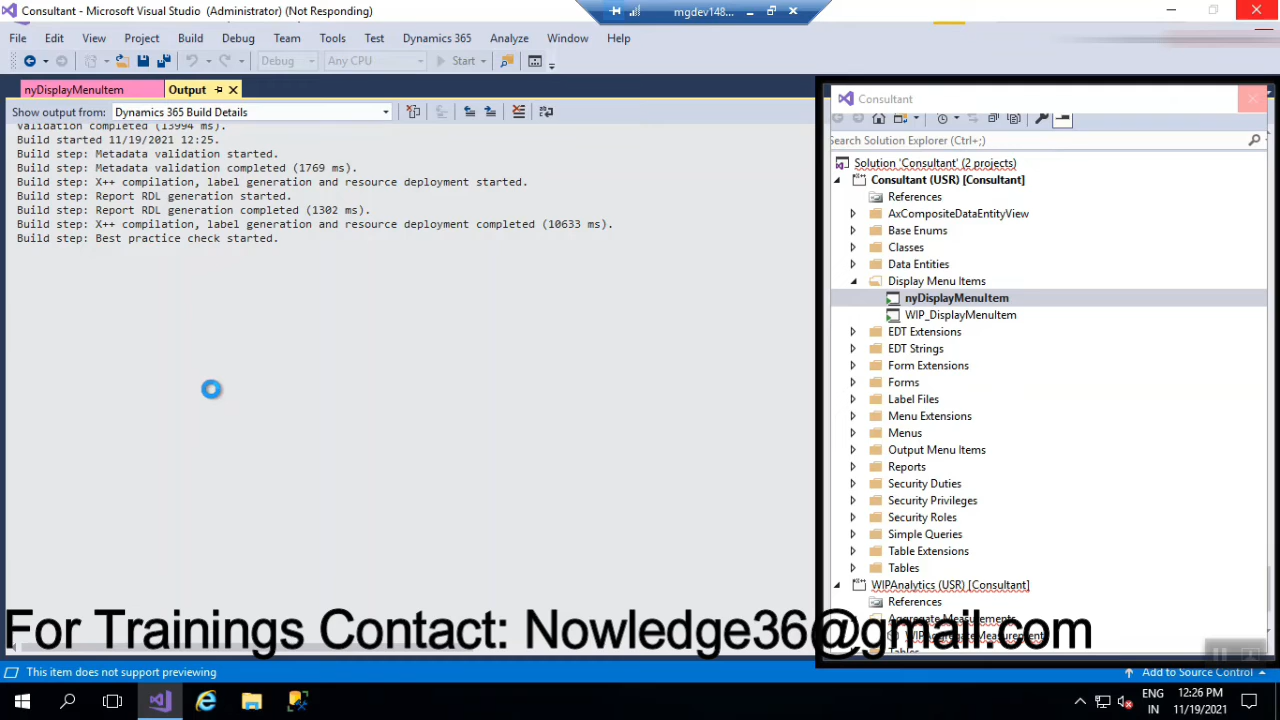 Consultant - Microsoft Visual Studio (Administrator) (Not Responding)
mgdev148...
File Edit View Project Build Debug Team Tools Test Dynamics 365 Analyze Window Help
Debug Any CPU Start
nyDisplayMenuItem Output
Show output from: Dynamics 365 Build Details
Validation completed (13994 ms).
Build started 11/19/2021 12:25.
Build step: Metadata validation started.
Build step: Metadata validation completed (1769 ms).
Build step: X++ compilation, label generation and resource deployment started.
Build step: Report RDL generation started.
Build step: Report RDL generation completed (1302 ms).
Build step: X++ compilation, label generation and resource deployment completed (10633 ms).
Build step: Best practice check started.
Consultant
Search Solution Explorer (Ctrl+;)
Solution 'Consultant' (2 projects)
Consultant (USR) [Consultant]
References
AxCompositeDataEntityView
Base Enums
Classes
Data Entities
Display Menu Items
nyDisplayMenuItem
WIP_DisplayMenuItem
EDT Extensions
EDT Strings
Form Extensions
Forms
Label Files
Menu Extensions
Menus
Output Menu Items
Reports
Security Duties
Security Privileges
Security Roles
Simple Queries
Table Extensions
Tables
WIPAnalytics (USR) [Consultant]
References
Aggregate Measurements
WIPAggregateMeasurement
Tables
For Trainings Contact: Nowledge36@gmail.com
This item does not support previewing
Add to Source Control
ENG 12:26 PM
IN 11/19/2021